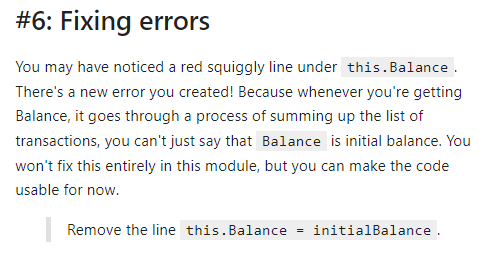 #6: Fixing errors
You may have noticed a red squiggly line under this.Balance.
There's a new error you created! Because whenever you're getting
Balance, it goes through a process of summing up the list of
transactions, you can't just say that Balance is initial balance. You
won't fix this entirely in this module, but you can make the code
usable for now.
Remove the line this.Balance = initialBalance.